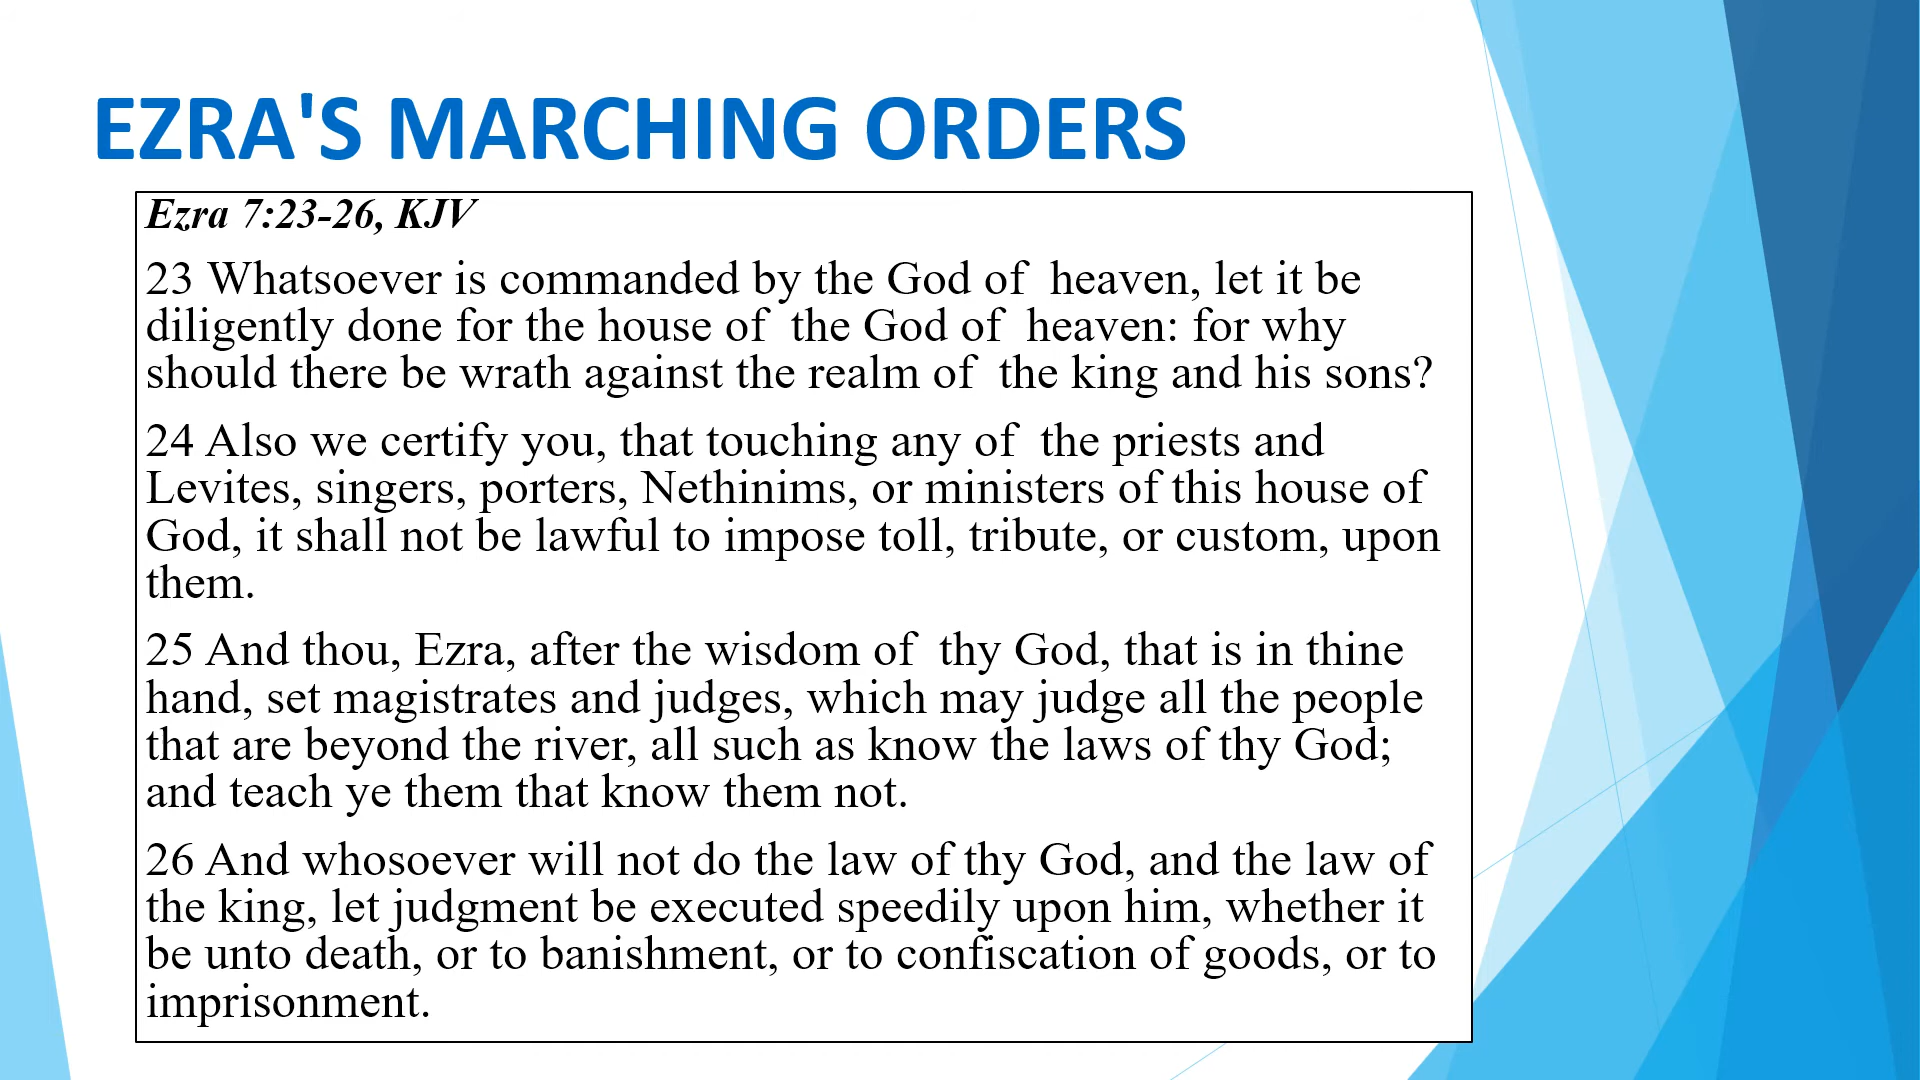 EZRA'S MARCHING ORDERS
Ezra 7:23-26, KJV
23 Whatsoever is commanded by the God of heaven, let it be
diligently done for the house of the God of heaven: for why
should there be wrath against the realm of the king and his sons?
24 Also we certify you, that touching any of the priests and
Levites, singers, porters, Nethinims, or ministers of this house of
God, it shall not be lawful to impose toll, tribute, or custom, upon
them.
25 And thou, Ezra, after the wisdom of thy God, that is in thine
hand, set magistrates and judges, which may judge all the people
that are beyond the river, all such as know the laws of thy God;
and teach ye them that know them not.
26 And whosoever will not do the law of thy God, and the law of
the king, let judgment be executed speedily upon him, whether it
be unto death, or to banishment, or to confiscation of goods, or to
imprisonment.